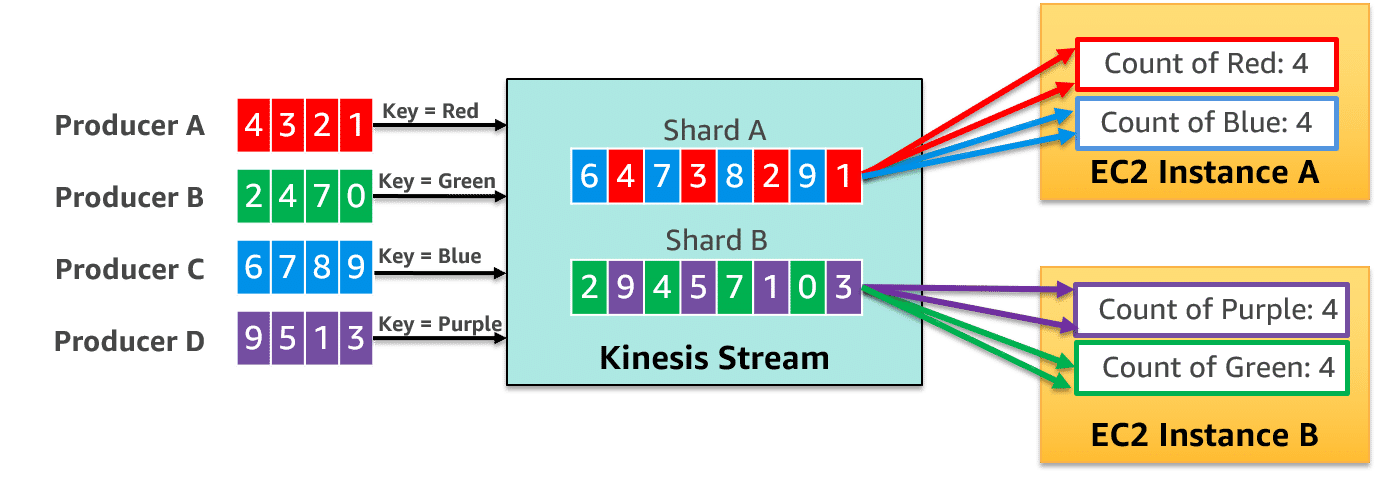 Producer A
4 3 2 1
Key = Red
Producer B
2 4 7 0
Key = Green
Producer C
6 7 8 9
Key = Blue
Producer D
9 5 1 3
Key = Purple
Shard A
6 4 7 3 8 2 9 1
Shard B
2 9 4 5 7 1 0 3
Kinesis Stream
Count of Red: 4
Count of Blue: 4
EC2 Instance A
Count of Purple: 4
Count of Green: 4
EC2 Instance B